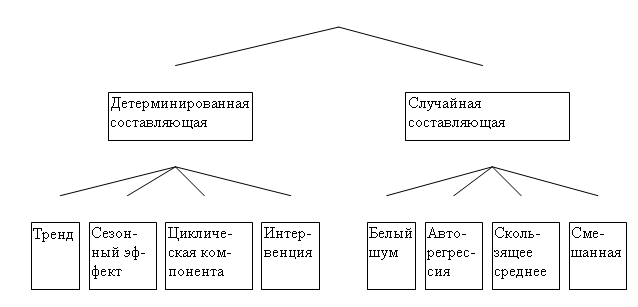 Детерминированная
составляющая
Случайная
составляющая
Тренд
Сезон-
ный эф-
фект
Цикличе-
ская ком-
понента
Интер-
венция
Белый
шум
Авто-
регрес-
сия
Сколь-
зящее
среднее
Сме-
шанная